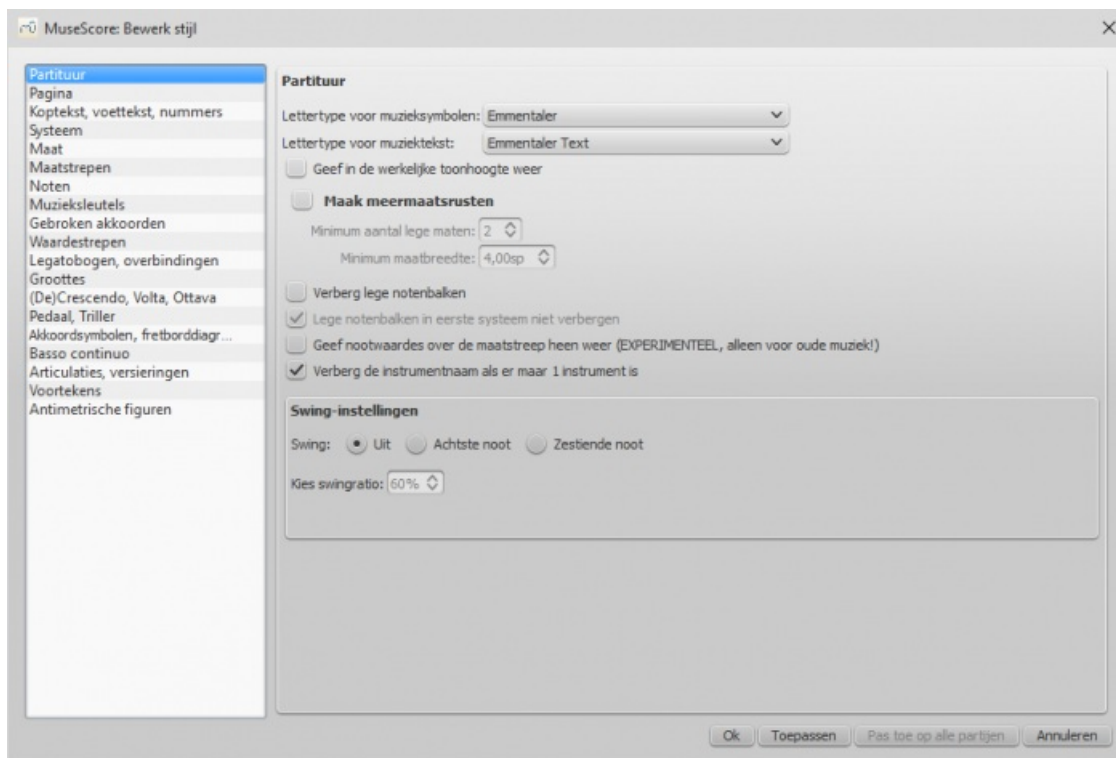 MuseScore: Bewerk stijl
Partituur
Pagina
Koptekst, voettekst, nummers
Systeem
Maat
Maatstrepen
Noten
Muzieksleutels
Gebroken akkoorden
Waardestrepen
Legatobogen, overbindingen
Groottes
(De)Crescendo, Volta, Ottava
Pedaal, Triller
Akkoordsymbolen, fretborddiagr...
Basso continuo
Articulaties, versieringen
Voortekens
Antimetrische figuren
Partituur
Lettertype voor muzieksymbolen: Emmentaler
Lettertype voor muziektekst: Emmentaler Text
Geef in de werkelijke toonhoogte weer
Maak meermaatsrusten
Minimum aantal lege maten: 2
Minimum maatbreedte: 4,00sp
Verberg lege notenbalken
Lege notenbalken in eerste systeem niet verbergen
Geef nootwaardes over de maatstreep heen weer (EXPERIMENTEEL, alleen voor oude muziek!)
Verberg de instrumentnaam als er maar 1 instrument is
Swing-instellingen
Swing: Uit Achtste noot Zestiende noot
Kies swingratio: 60%
Ok Toepassen Pas toe op alle partijen Annuleren